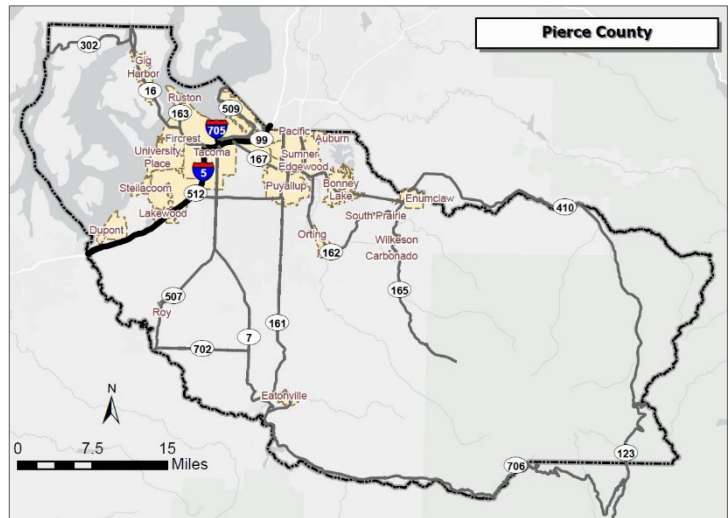 Pierce County
302
Gig
Harbor
16
Ruston
163
509
Fircrest
705
99
Pacific
Auburn
University
Place
Tacoma
167
Sumner
Edgewood
5
Steilacoom
512
Puyallup
Bonney
Lake
Enumclaw
Lakewood
South Prairie
410
Dupont
Orting
162
Wilkeson
Carbonado
165
507
Roy
161
7
702
N
Eatonville
0 7.5 15
Miles
706
123